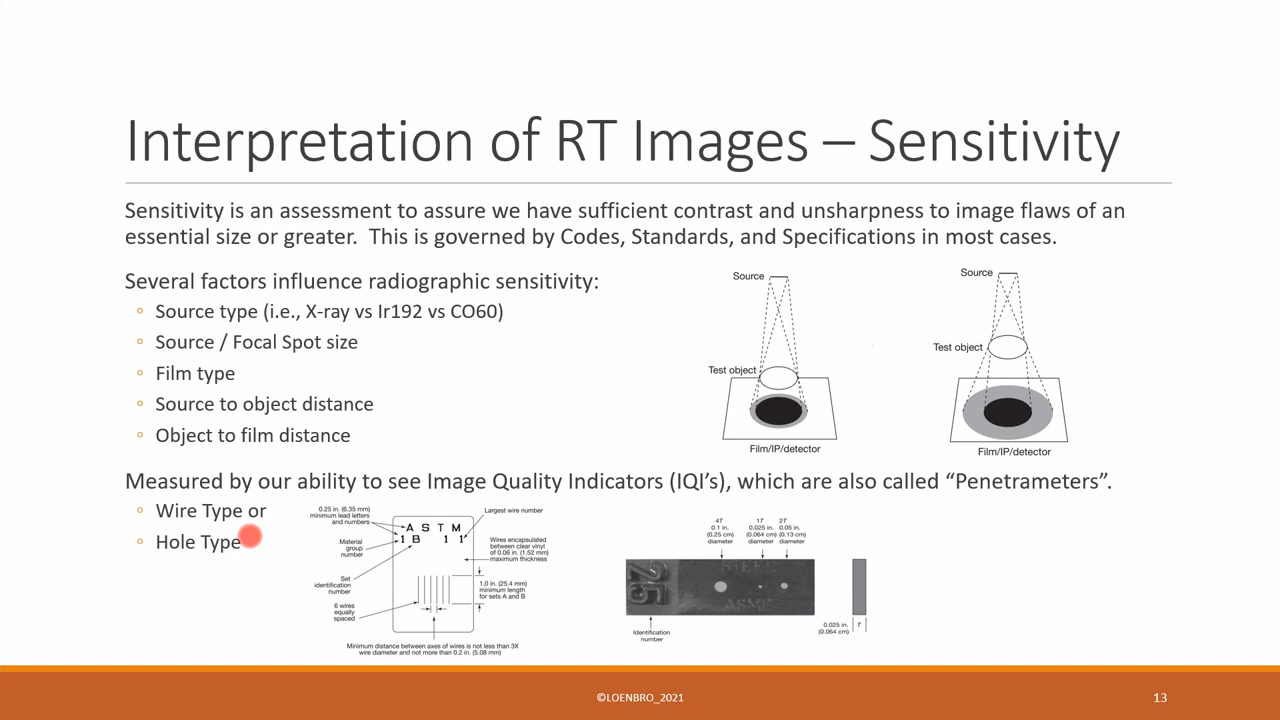 Interpretation of RT Images – Sensitivity
Sensitivity is an assessment to assure we have sufficient contrast and unsharpness to image flaws of an
essential size or greater.  This is governed by Codes, Standards, and Specifications in most cases.
Several factors influence radiographic sensitivity:
Source type (i.e., X-ray vs Ir192 vs CO60)
Source / Focal Spot size
Film type
Source to object distance
Object to film distance
Source
Test object
Film/IP/detector
Source
Test object
Film/IP/detector
Measured by our ability to see Image Quality Indicators (IQI’s), which are also called “Penetrameters”.
Wire Type or
Hole Type
0.25 in. (6.35 mm)
minimum lead letters
and numbers
Material
group
number
Set
identification
number
6 wires
equally
spaced
A S T M
1 B 1 1
Largest wire number
Wires encapsulated
between clear vinyl
of 0.06 in. (1.52 mm)
maximum thickness
1.0 in. (25.4 mm)
minimum length
for sets A and B
Minimum distance between axes of wires is not less than 3X
wire diameter and not more than 0.2 in. (5.08 mm)
4T
0.1 in.
(0.25 cm)
diameter
1T
0.025 in.
(0.064 cm)
diameter
2T
0.05 in.
(0.13 cm)
diameter
25
STEEL
ASME
Identification
number
0.025 in.
(0.064 cm)
T
©LOENBRO_2021
13